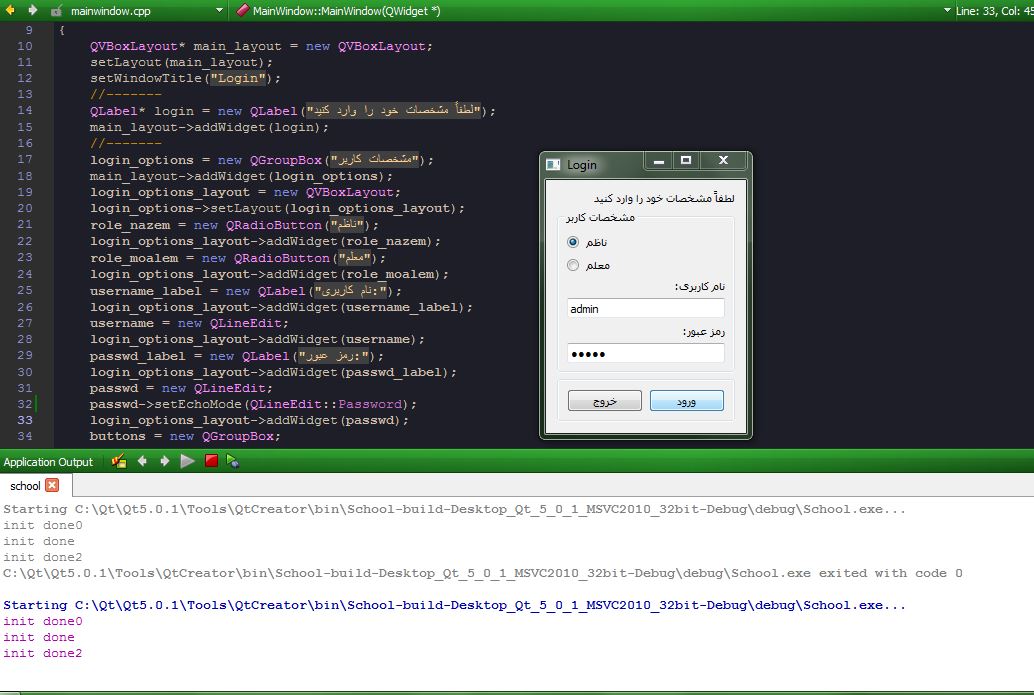 mainwindow.cpp
MainWindow::MainWindow(QWidget *)
Line: 33, Col: 45
9 {
10 QVBoxLayout* main_layout = new QVBoxLayout;
11 setLayout(main_layout);
12 setWindowTitle("Login");
13 //-------
14 QLabel* login = new QLabel("لطفاً مشخصات خود را وارد کنید");
15 main_layout->addWidget(login);
16 //-------
17 login_options = new QGroupBox("مشخصات کاربر");
18 main_layout->addWidget(login_options);
19 login_options_layout = new QVBoxLayout;
20 login_options->setLayout(login_options_layout);
21 role_nazem = new QRadioButton("ناظم");
22 login_options_layout->addWidget(role_nazem);
23 role_moalem = new QRadioButton("معلم");
24 login_options_layout->addWidget(role_moalem);
25 username_label = new QLabel("نام کاربری:");
26 login_options_layout->addWidget(username_label);
27 username = new QLineEdit;
28 login_options_layout->addWidget(username);
29 passwd_label = new QLabel("رمز عبور:");
30 login_options_layout->addWidget(passwd_label);
31 passwd = new QLineEdit;
32 passwd->setEchoMode(QLineEdit::Password);
33 login_options_layout->addWidget(passwd);
34 buttons = new QGroupBox;
Login
لطفاً مشخصات خود را وارد کنید
مشخصات کاربر
ناظم
معلم
نام کاربری:
admin
رمز عبور:
●●●●●
خروج ورود
Application Output
school
Starting C:\Qt\Qt5.0.1\Tools\QtCreator\bin\School-build-Desktop_Qt_5_0_1_MSVC2010_32bit-Debug\debug\School.exe...
init done0
init done
init done2
C:\Qt\Qt5.0.1\Tools\QtCreator\bin\School-build-Desktop_Qt_5_0_1_MSVC2010_32bit-Debug\debug\School.exe exited with code 0
Starting C:\Qt\Qt5.0.1\Tools\QtCreator\bin\School-build-Desktop_Qt_5_0_1_MSVC2010_32bit-Debug\debug\School.exe...
init done0
init done
init done2